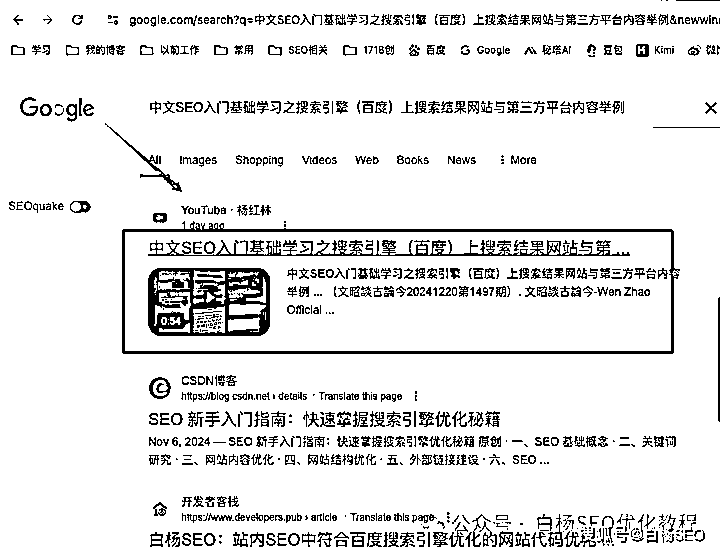 google.com/search?q=中文SEO入门基础学习之搜索引擎（百度）上搜索结果网站与第三方平台内容举例&newwin
学习 我的博客 以前工作 常用 SEO相关 1718创 百度 Google 秘塔AI 豆包 Kimi 微
Google 中文SEO入门基础学习之搜索引擎（百度）上搜索结果网站与第三方平台内容举例
All Images Shopping Videos Web Books News More
SEOquake
YouTube · 杨红林
1 day ago
中文SEO入门基础学习之搜索引擎（百度）上搜索结果网站与第 ...
中文SEO入门基础学习之搜索引擎（百度）上搜索结果网站与第三方平台内容
举例 ... （文昭談古論今20241220第1497期）. 文昭談古論今-Wen Zhao
Official ...
0:54
CSDN博客
https://blog.csdn.net › details · Translate this page
SEO 新手入门指南：快速掌握搜索引擎优化秘籍
Nov 6, 2024 — SEO 新手入门指南：快速掌握搜索引擎优化秘籍 原创 · 一、SEO 基础概念 · 二、关键词
研究 · 三、网站内容优化 · 四、网站结构优化 · 五、外部链接建设 · 六、SEO ...
开发者客栈
https://www.developers.pub › article · Translate this page
公众号 · 白杨SEO优化教程
白杨SEO：站内SEO中符合百度搜索引擎优化的网站代码优
搜狐号@白杨SEO